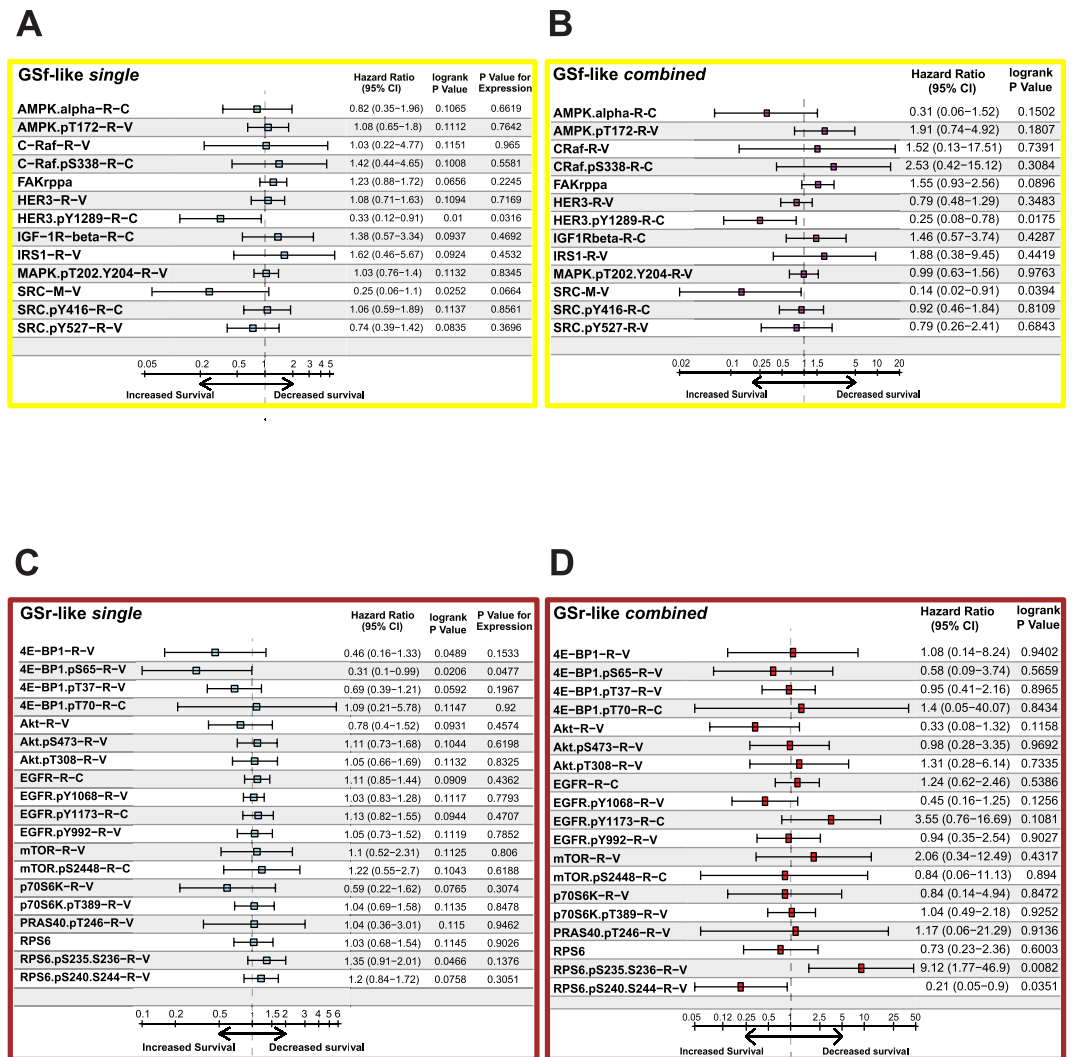 A
GSf-like single
Hazard Ratio (95% CI) logrank P Value P Value for Expression
AMPK.alpha−R−C 0.82 (0.35−1.96) 0.1065 0.6619
AMPK.pT172−R−V 1.08 (0.65−1.8) 0.1112 0.7642
C−Raf−R−V 1.03 (0.22−4.77) 0.1151 0.965
C−Raf.pS338−R−C 1.42 (0.44−4.65) 0.1008 0.5581
FAKrppa 1.23 (0.88−1.72) 0.0656 0.2245
HER3−R−V 1.08 (0.71−1.63) 0.1094 0.7169
HER3.pY1289−R−C 0.33 (0.12−0.91) 0.01 0.0316
IGF−1R−beta−R−C 1.38 (0.57−3.34) 0.0937 0.4692
IRS1−R−V 1.62 (0.46−5.67) 0.0924 0.4532
MAPK.pT202.Y204−R−V 1.03 (0.76−1.4) 0.1132 0.8345
SRC−M−V 0.25 (0.06−1.1) 0.0252 0.0664
SRC.pY416−R−C 1.06 (0.59−1.89) 0.1137 0.8561
SRC.pY527−R−V 0.74 (0.39−1.42) 0.0835 0.3696
0.05 0.2 0.5 1 2 3 4 5
Increased Survival Decreased survival
B
GSf-like combined
Hazard Ratio (95% CI) logrank P Value
AMPK.alpha-R-C 0.31 (0.06−1.52) 0.1502
AMPK.pT172-R-V 1.91 (0.74−4.92) 0.1807
CRaf-R-V 1.52 (0.13−17.51) 0.7391
CRaf.pS338-R-C 2.53 (0.42−15.12) 0.3084
FAKrppa 1.55 (0.93−2.56) 0.0896
HER3-R-V 0.79 (0.48−1.29) 0.3483
HER3.pY1289-R-C 0.25 (0.08−0.78) 0.0175
IGF1Rbeta-R-C 1.46 (0.57−3.74) 0.4287
IRS1-R-V 1.88 (0.38−9.45) 0.4419
MAPK.pT202.Y204-R-V 0.99 (0.63−1.56) 0.9763
SRC-M-V 0.14 (0.02−0.91) 0.0394
SRC.pY416-R-C 0.92 (0.46−1.84) 0.8109
SRC.pY527-R-V 0.79 (0.26−2.41) 0.6843
0.02 0.1 0.25 0.5 1 1.5 5 10 20
Increased Survival Decreased survival
C
GSr-like single
Hazard Ratio (95% CI) logrank P Value P Value for Expression
4E−BP1−R−V 0.46 (0.16−1.33) 0.0489 0.1533
4E−BP1.pS65−R−V 0.31 (0.1−0.99) 0.0206 0.0477
4E−BP1.pT37−R−V 0.69 (0.39−1.21) 0.0592 0.1967
4E−BP1.pT70−R−C 1.09 (0.21−5.78) 0.1147 0.92
Akt−R−V 0.78 (0.4−1.52) 0.0931 0.4574
Akt.pS473−R−V 1.11 (0.73−1.68) 0.1044 0.6198
Akt.pT308−R−V 1.05 (0.66−1.69) 0.1132 0.8325
EGFR−R−C 1.11 (0.85−1.44) 0.0909 0.4362
EGFR.pY1068−R−V 1.03 (0.83−1.28) 0.1117 0.7793
EGFR.pY1173−R−C 1.13 (0.82−1.55) 0.0944 0.4707
EGFR.pY992−R−V 1.05 (0.73−1.52) 0.1119 0.7852
mTOR−R−V 1.1 (0.52−2.31) 0.1125 0.806
mTOR.pS2448−R−C 1.22 (0.55−2.7) 0.1043 0.6188
p70S6K−R−V 0.59 (0.22−1.62) 0.0765 0.3074
p70S6K.pT389−R−V 1.04 (0.69−1.58) 0.1135 0.8478
PRAS40.pT246−R−V 1.04 (0.36−3.01) 0.115 0.9462
RPS6 1.03 (0.68−1.54) 0.1145 0.9026
RPS6.pS235.S236−R−V 1.35 (0.91−2.01) 0.0466 0.1376
RPS6.pS240.S244−R−V 1.2 (0.84−1.72) 0.0758 0.3051
0.1 0.2 0.5 1 1.5 2 3 4 5 6
Increased Survival Decreased survival
D
GSr-like combined
Hazard Ratio (95% CI) logrank P Value
4E−BP1−R−V 1.08 (0.14−8.24) 0.9402
4E−BP1.pS65−R−V 0.58 (0.09−3.74) 0.5659
4E−BP1.pT37−R−V 0.95 (0.41−2.16) 0.8965
4E−BP1.pT70−R−C 1.4 (0.05−40.07) 0.8434
Akt−R−V 0.33 (0.08−1.32) 0.1158
Akt.pS473−R−V 0.98 (0.28−3.35) 0.9692
Akt.pT308−R−V 1.31 (0.28−6.14) 0.7335
EGFR−R−C 1.24 (0.62−2.46) 0.5386
EGFR.pY1068−R−V 0.45 (0.16−1.25) 0.1256
EGFR.pY1173−R−C 3.55 (0.76−16.69) 0.1081
EGFR.pY992−R−V 0.94 (0.35−2.54) 0.9027
mTOR−R−V 2.06 (0.34−12.49) 0.4317
mTOR.pS2448−R−C 0.84 (0.06−11.13) 0.894
p70S6K−R−V 0.84 (0.14−4.94) 0.8472
p70S6K.pT389−R−V 1.04 (0.49−2.18) 0.9252
PRAS40.pT246−R−V 1.17 (0.06−21.29) 0.9136
RPS6 0.73 (0.23−2.36) 0.6003
RPS6.pS235.S236−R−V 9.12 (1.77−46.9) 0.0082
RPS6.pS240.S244−R−V 0.21 (0.05−0.9) 0.0351
0.05 0.12 0.25 0.5 1 2.5 5 10 25 50
Increased Survival Decreased survival